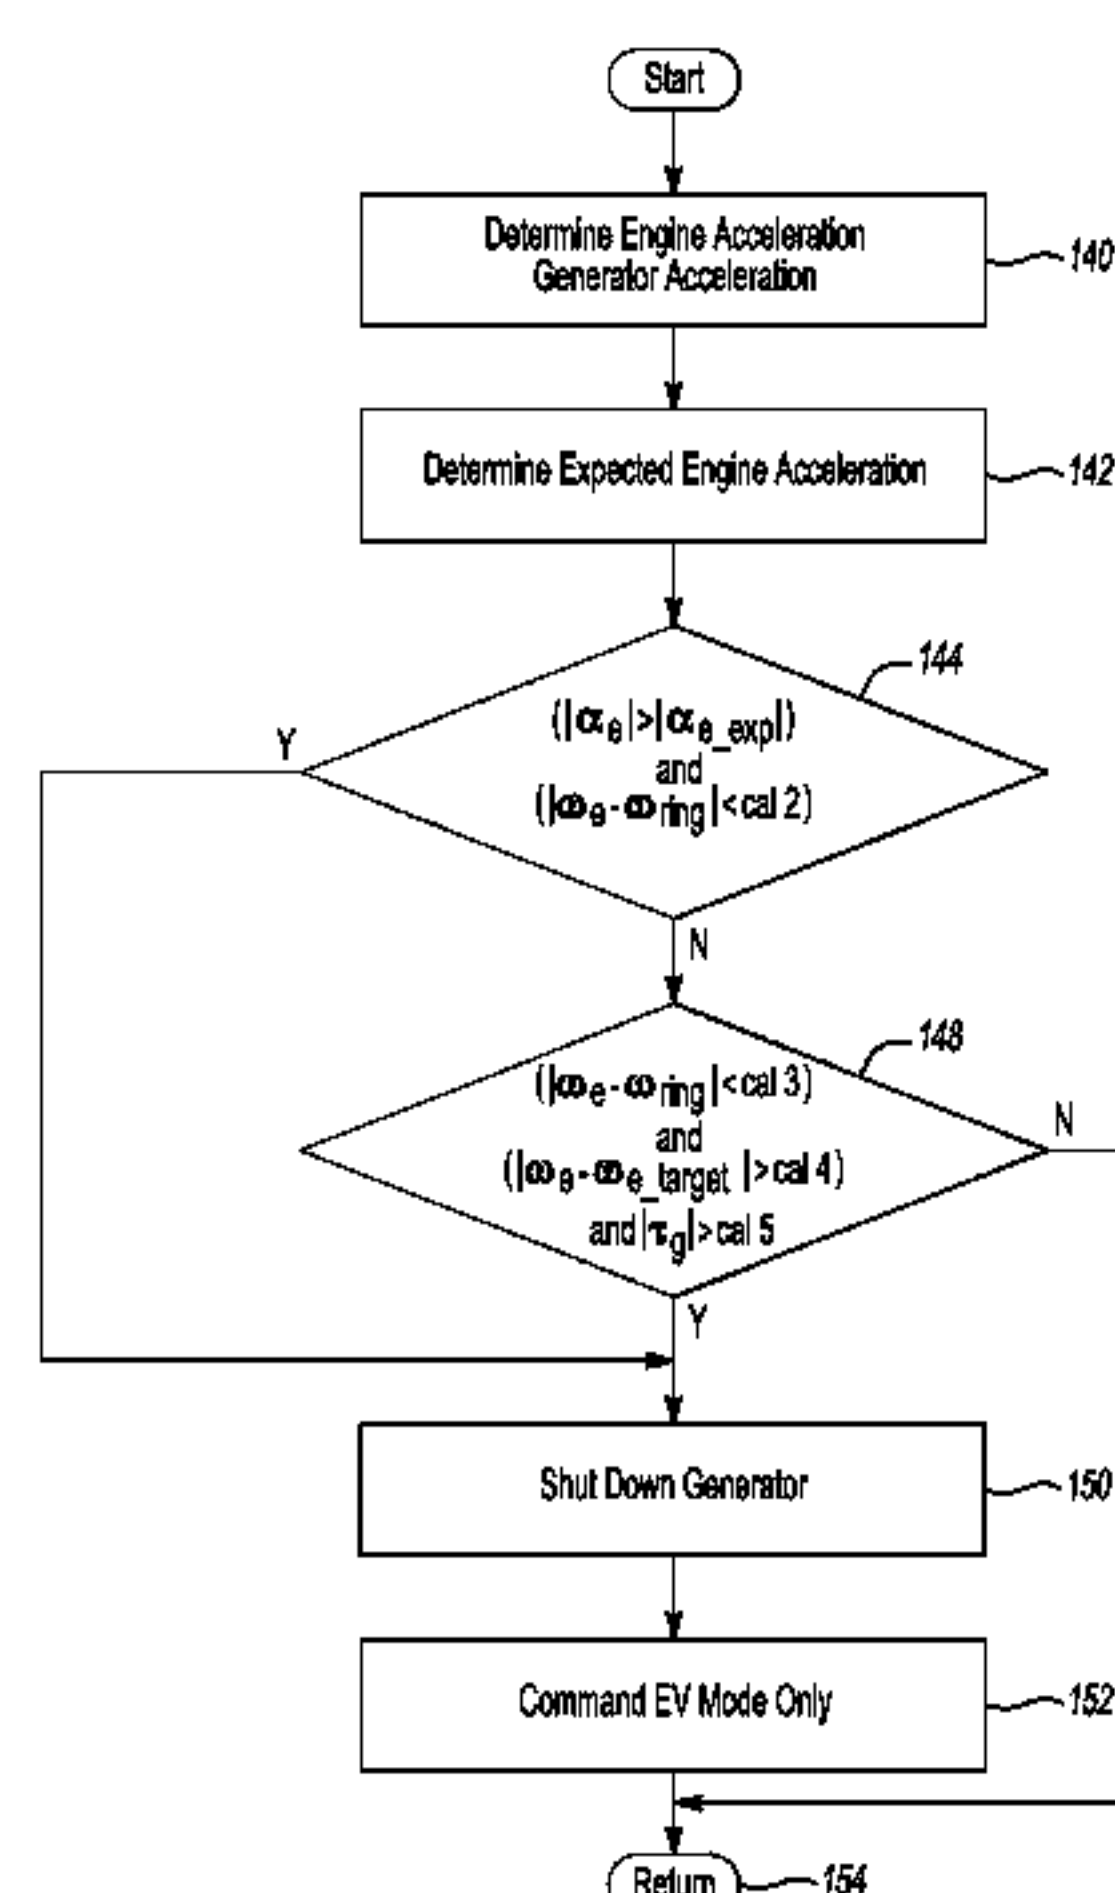 Start
Determine Engine Acceleration
Generator Acceleration
140
Determine Expected Engine Acceleration
142
144
(|αe|>|αe_exp|)
and
(|ωe-ωring|<cal 2)
Y
N
148
(|ωe-ωring|<cal 3)
and
(|ωe-ωe_target|>cal 4)
and|τg|>cal 5
N
Y
Shut Down Generator
150
Command EV Mode Only
152
Return
154